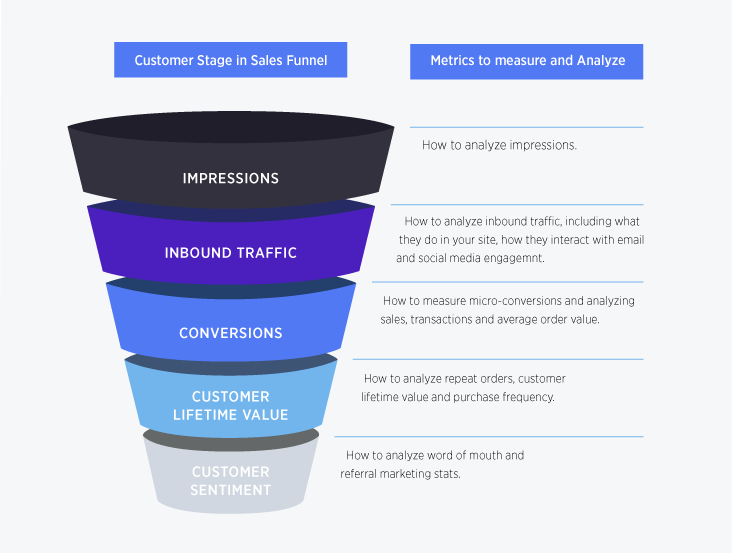 Customer Stage in Sales Funnel
Metrics to measure and Analyze
IMPRESSIONS
How to analyze impressions.
INBOUND TRAFFIC
How to analyze inbound traffic, including what
they do in your site, how they interact with email
and social media engagemnt.
CONVERSIONS
How to measure micro-conversions and analyzing
sales, transactions and average order value.
CUSTOMER
LIFETIME VALUE
How to analyze repeat orders, customer
lifetime value and purchase frequency.
CUSTOMER
SENTIMENT
How to analyze word of mouth and
referral marketing stats.